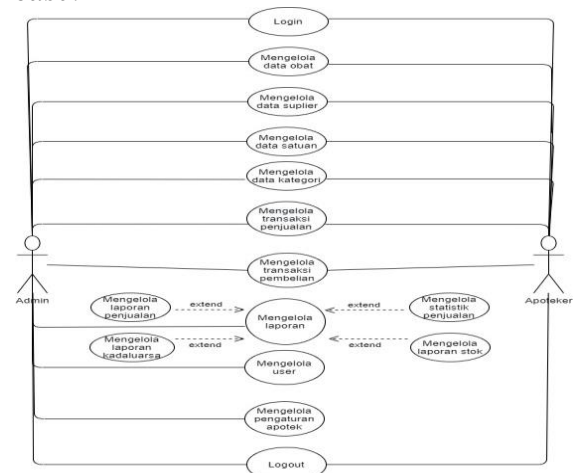 Login
Mengelola
data obat
Mengelola
data suplier
Mengelola
data satuan
Mengelola
data kategori
Mengelola
transaksi
penjualan
Mengelola
transaksi
pembelian
Admin
Apoteker
Mengelola
laporan
penjualan
extend
Mengelola
laporan
extend
Mengelola
statistik
penjualan
Mengelola
laporan
kadaluarsa
extend
extend
Mengelola
laporan stok
Mengelola
user
Mengelola
pengaturan
apotek
Logout